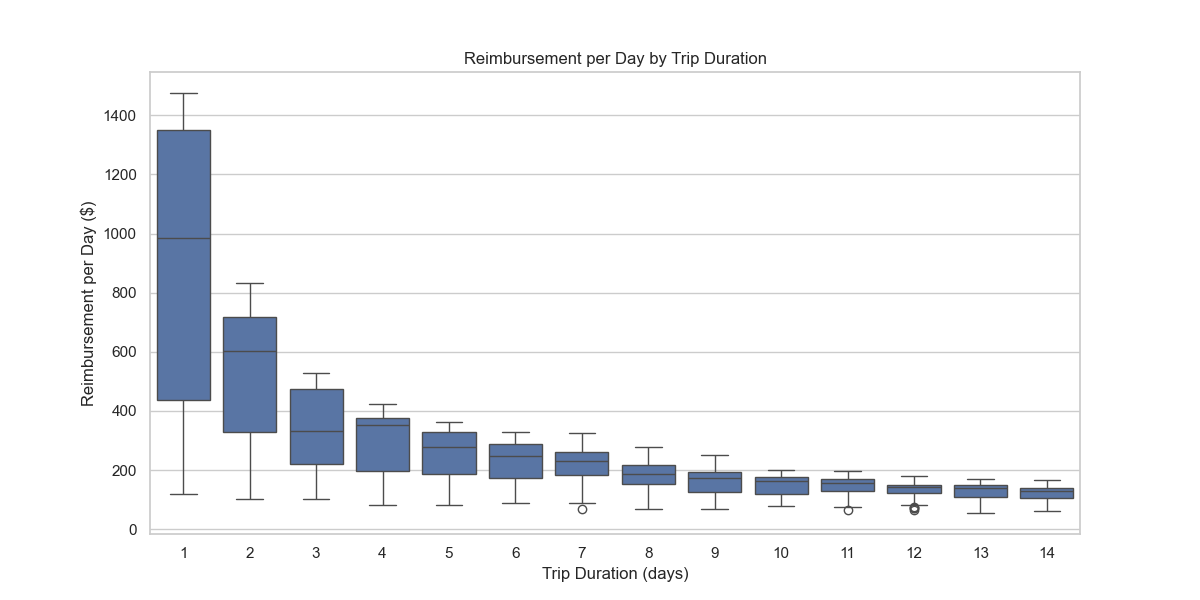 Reimbursement per Day by Trip Duration
Reimbursement per Day ($)
1400
1200
1000
800
600
400
200
0
1 2 3 4 5 6 7 8 9 10 11 12 13 14
Trip Duration (days)